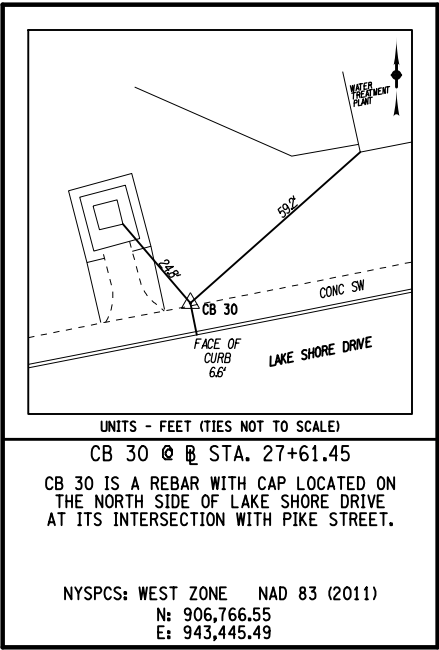 WATER
TREATMENT
PLANT
59.2'
24.8'
CB 30
CONC SW
FACE OF
CURB
6.6'
LAKE SHORE DRIVE
UNITS - FEET (TIES NOT TO SCALE)
CB 30 @ B̲L STA. 27+61.45
CB 30 IS A REBAR WITH CAP LOCATED ON
THE NORTH SIDE OF LAKE SHORE DRIVE
AT ITS INTERSECTION WITH PIKE STREET.
NYSPCS: WEST ZONE NAD 83 (2011)
N: 906,766.55
E: 943,445.49